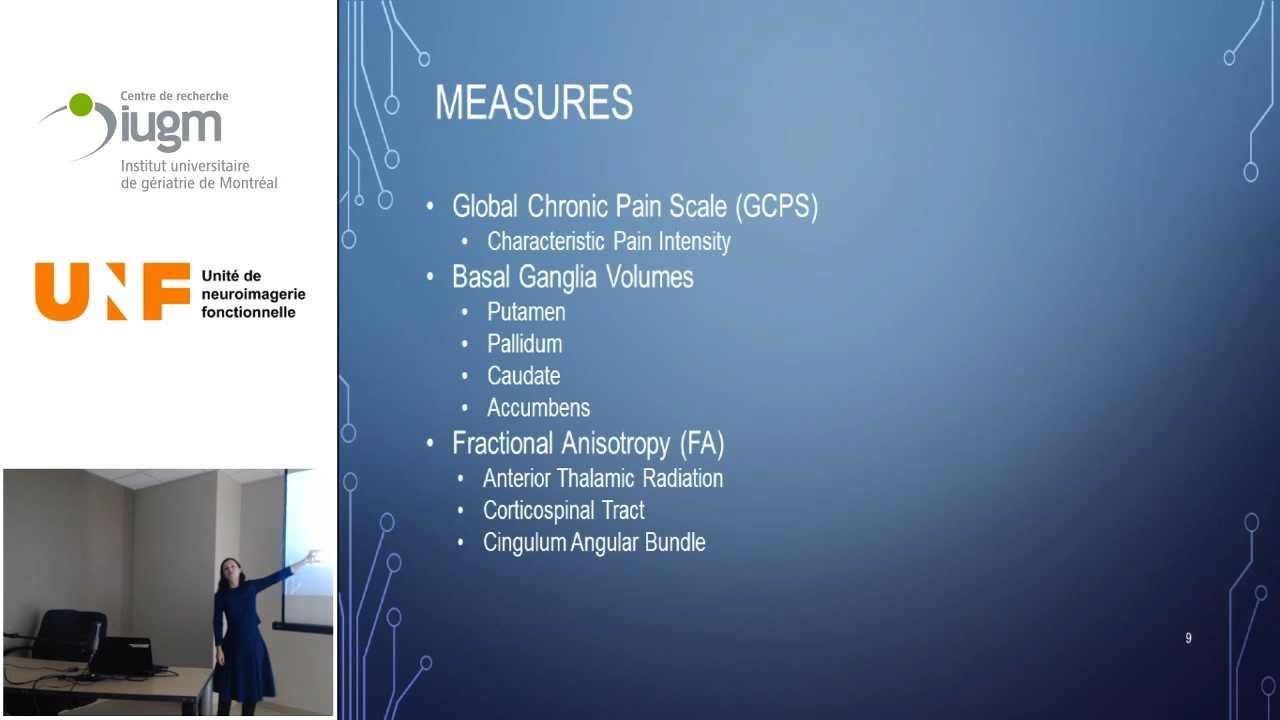 Centre de recherche
iugm
Institut universitaire
de gériatrie de Montréal
UNF
Unité de
neuroimagerie
fonctionnelle
MEASURES
• Global Chronic Pain Scale (GCPS)
• Characteristic Pain Intensity
• Basal Ganglia Volumes
• Putamen
• Pallidum
• Caudate
• Accumbens
• Fractional Anisotropy (FA)
• Anterior Thalamic Radiation
• Corticospinal Tract
• Cingulum Angular Bundle
9